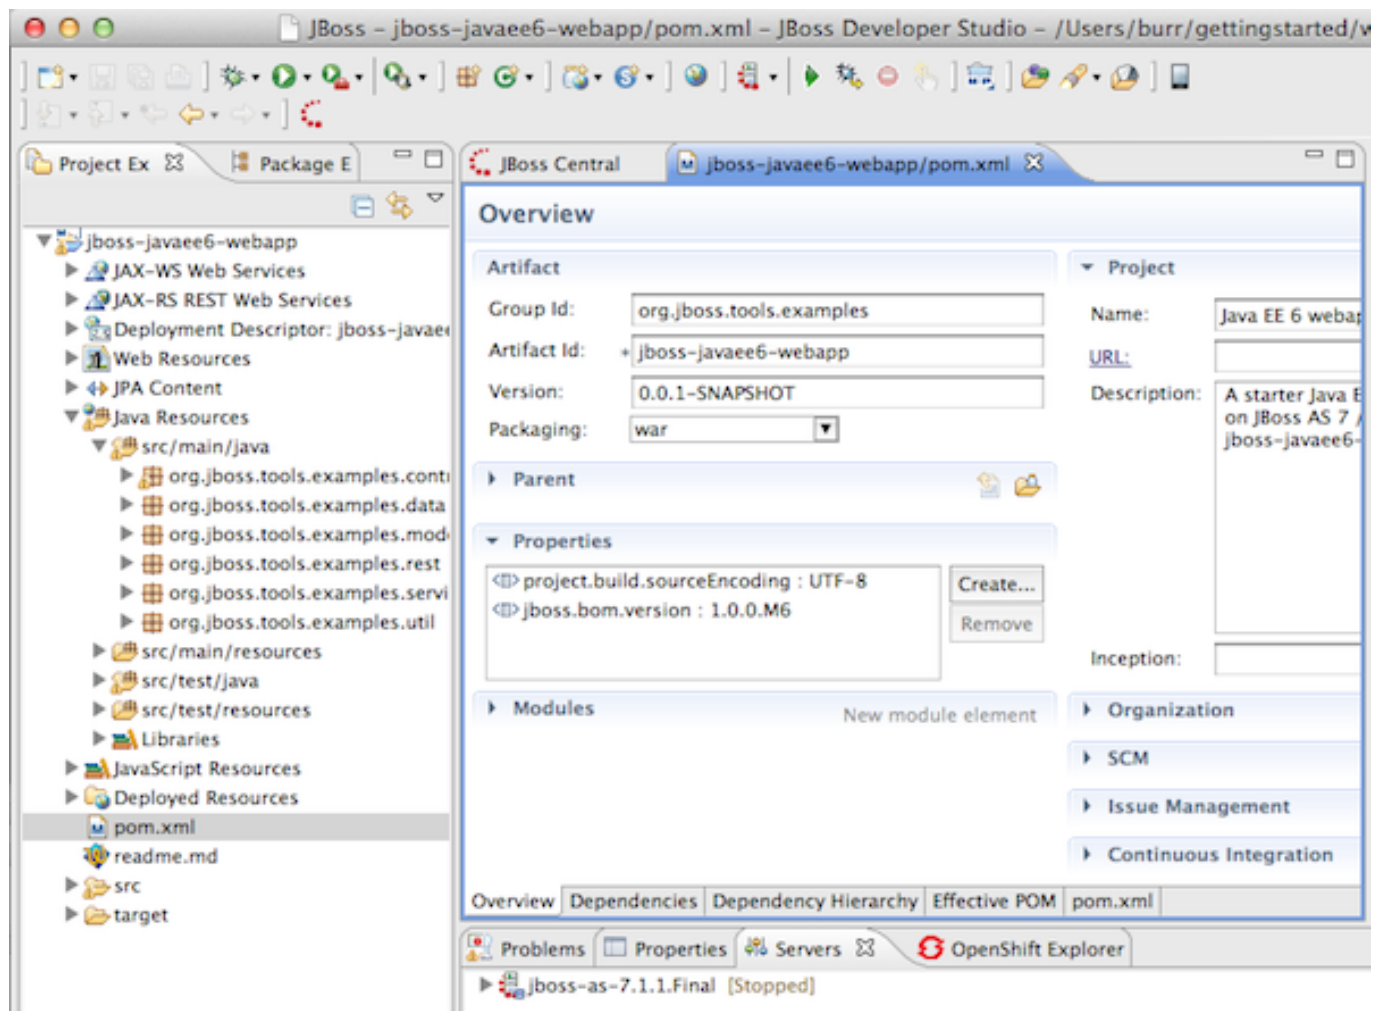 JBoss - jboss-javaee6-webapp/pom.xml - JBoss Developer Studio - /Users/burr/gettingstarted/w
Project Ex
Package E
jboss-javaee6-webapp
JAX-WS Web Services
JAX-RS REST Web Services
Deployment Descriptor: jboss-javaee
Web Resources
JPA Content
Java Resources
src/main/java
org.jboss.tools.examples.contr
org.jboss.tools.examples.data
org.jboss.tools.examples.mod
org.jboss.tools.examples.rest
org.jboss.tools.examples.servi
org.jboss.tools.examples.util
src/main/resources
src/test/java
src/test/resources
Libraries
JavaScript Resources
Deployed Resources
pom.xml
readme.md
src
target
JBoss Central
jboss-javaee6-webapp/pom.xml
Overview
Artifact
Group Id: org.jboss.tools.examples
Artifact Id: * jboss-javaee6-webapp
Version: 0.0.1-SNAPSHOT
Packaging: war
Parent
Properties
project.build.sourceEncoding : UTF-8
jboss.bom.version : 1.0.0.M6
Create...
Remove
Modules
New module element
Project
Name: Java EE 6 webap
URL:
Description: A starter Java E
on JBoss AS 7 /
jboss-javaee6-
Inception:
Organization
SCM
Issue Management
Continuous Integration
Overview Dependencies Dependency Hierarchy Effective POM pom.xml
Problems Properties Servers OpenShift Explorer
jboss-as-7.1.1.Final [Stopped]